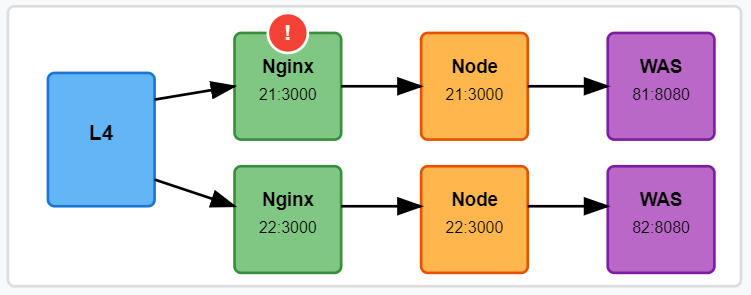 L4
!
Nginx
21:3000
Node
21:3000
WAS
81:8080
Nginx
22:3000
Node
22:3000
WAS
82:8080